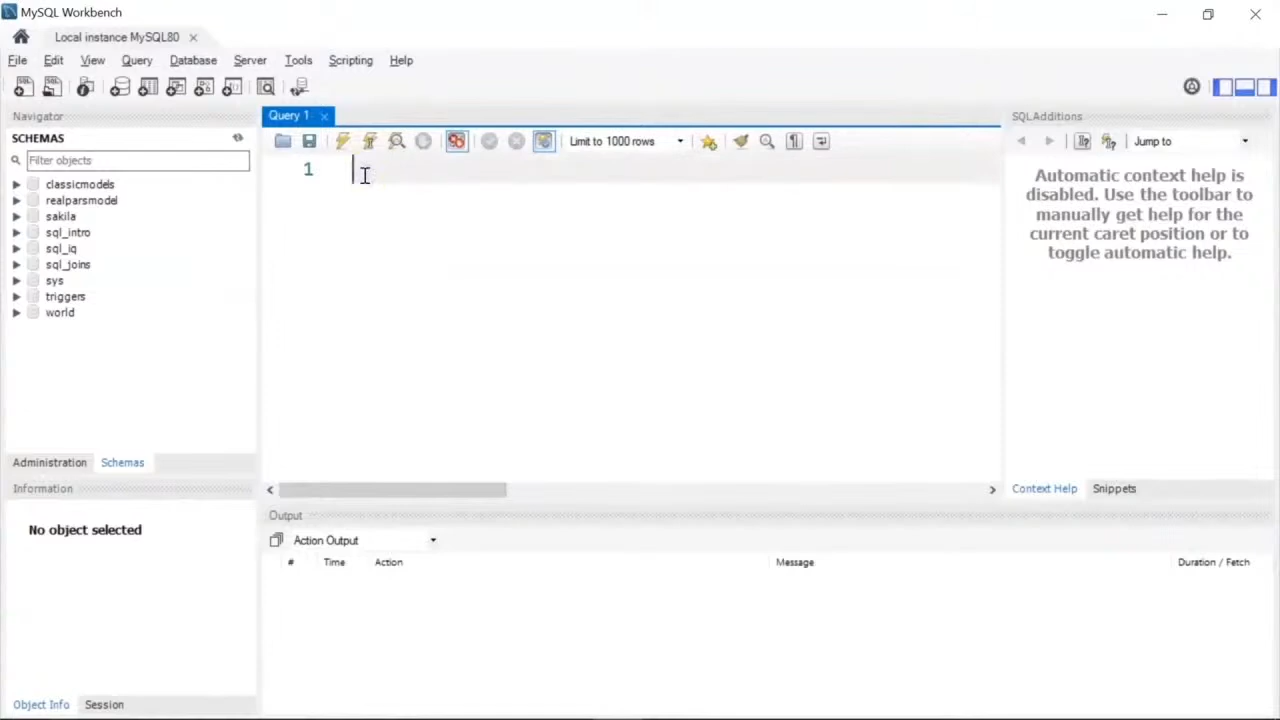 MySQL Workbench
Local instance MySQL80
File Edit View Query Database Server Tools Scripting Help
Navigator
SCHEMAS
Filter objects
classicmodels
realparsmodel
sakila
sql_intro
sql_iq
sql_joins
sys
triggers
world
Administration Schemas
Information
No object selected
Object Info Session
Query 1
Limit to 1000 rows
1
Output
Action Output
# Time Action Message Duration / Fetch
SQLAdditions
Jump to
Automatic context help is
disabled. Use the toolbar to
manually get help for the
current caret position or to
toggle automatic help.
Context Help Snippets